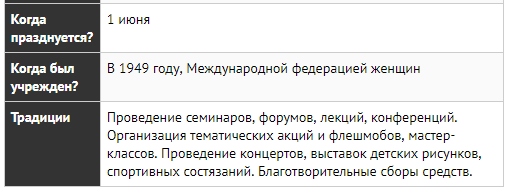 Когда
празднуется?
1 июня
Когда был
учрежден?
В 1949 году, Международной федерацией женщин
Традиции
Проведение семинаров, форумов, лекций, конференций.
Организация тематических акций и флешмобов, мастер-
классов. Проведение концертов, выставок детских рисунков,
спортивных состязаний. Благотворительные сборы средств.